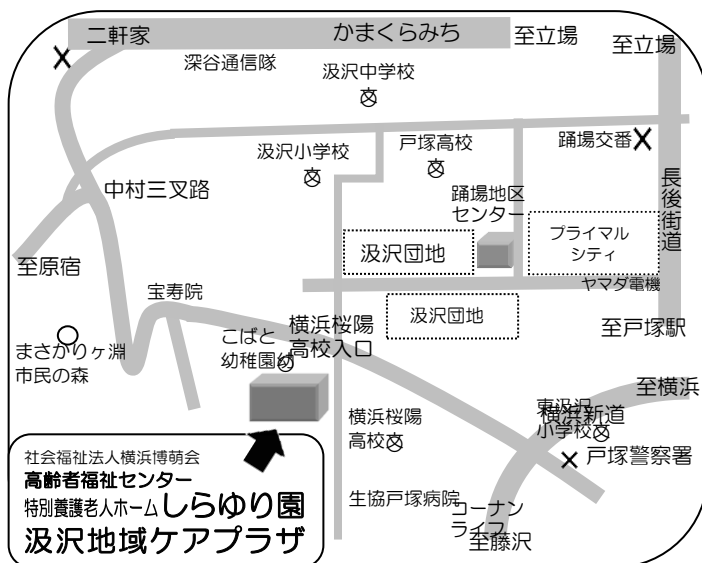 二軒家
かまくらみち
至立場
至立場
深谷通信隊
汲沢中学校
文
踊場交番
汲沢小学校
文
戸塚高校
文
長後街道
中村三叉路
踊場地区
センター
プライマル
シティ
汲沢団地
至原宿
ヤマダ電機
宝寿院
汲沢団地
横浜桜陽
高校入口
至戸塚駅
こばと
幼稚園幼
まさかりヶ淵
市民の森
至横浜
東汲沢
小学校文
横浜新道
横浜桜陽
高校文
戸塚警察署
生協戸塚病院
コーナン
ライフ
至藤沢
社会福祉法人横浜博萌会
高齢者福祉センター
特別養護老人ホームしらゆり園
汲沢地域ケアプラザ